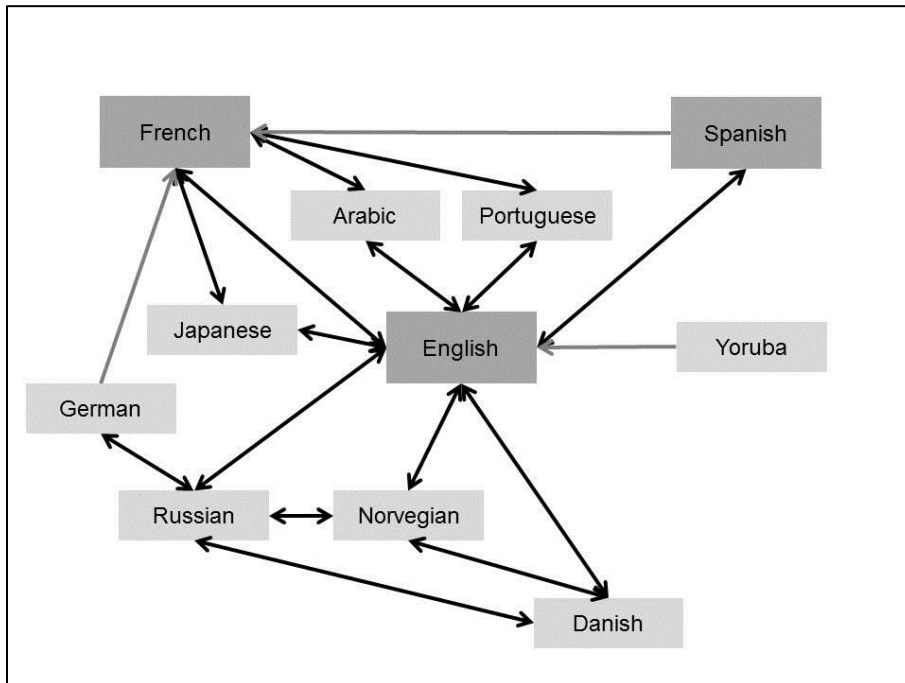 French
Spanish
Arabic
Portuguese
Japanese
English
Yoruba
German
Russian
Norvegian
Danish